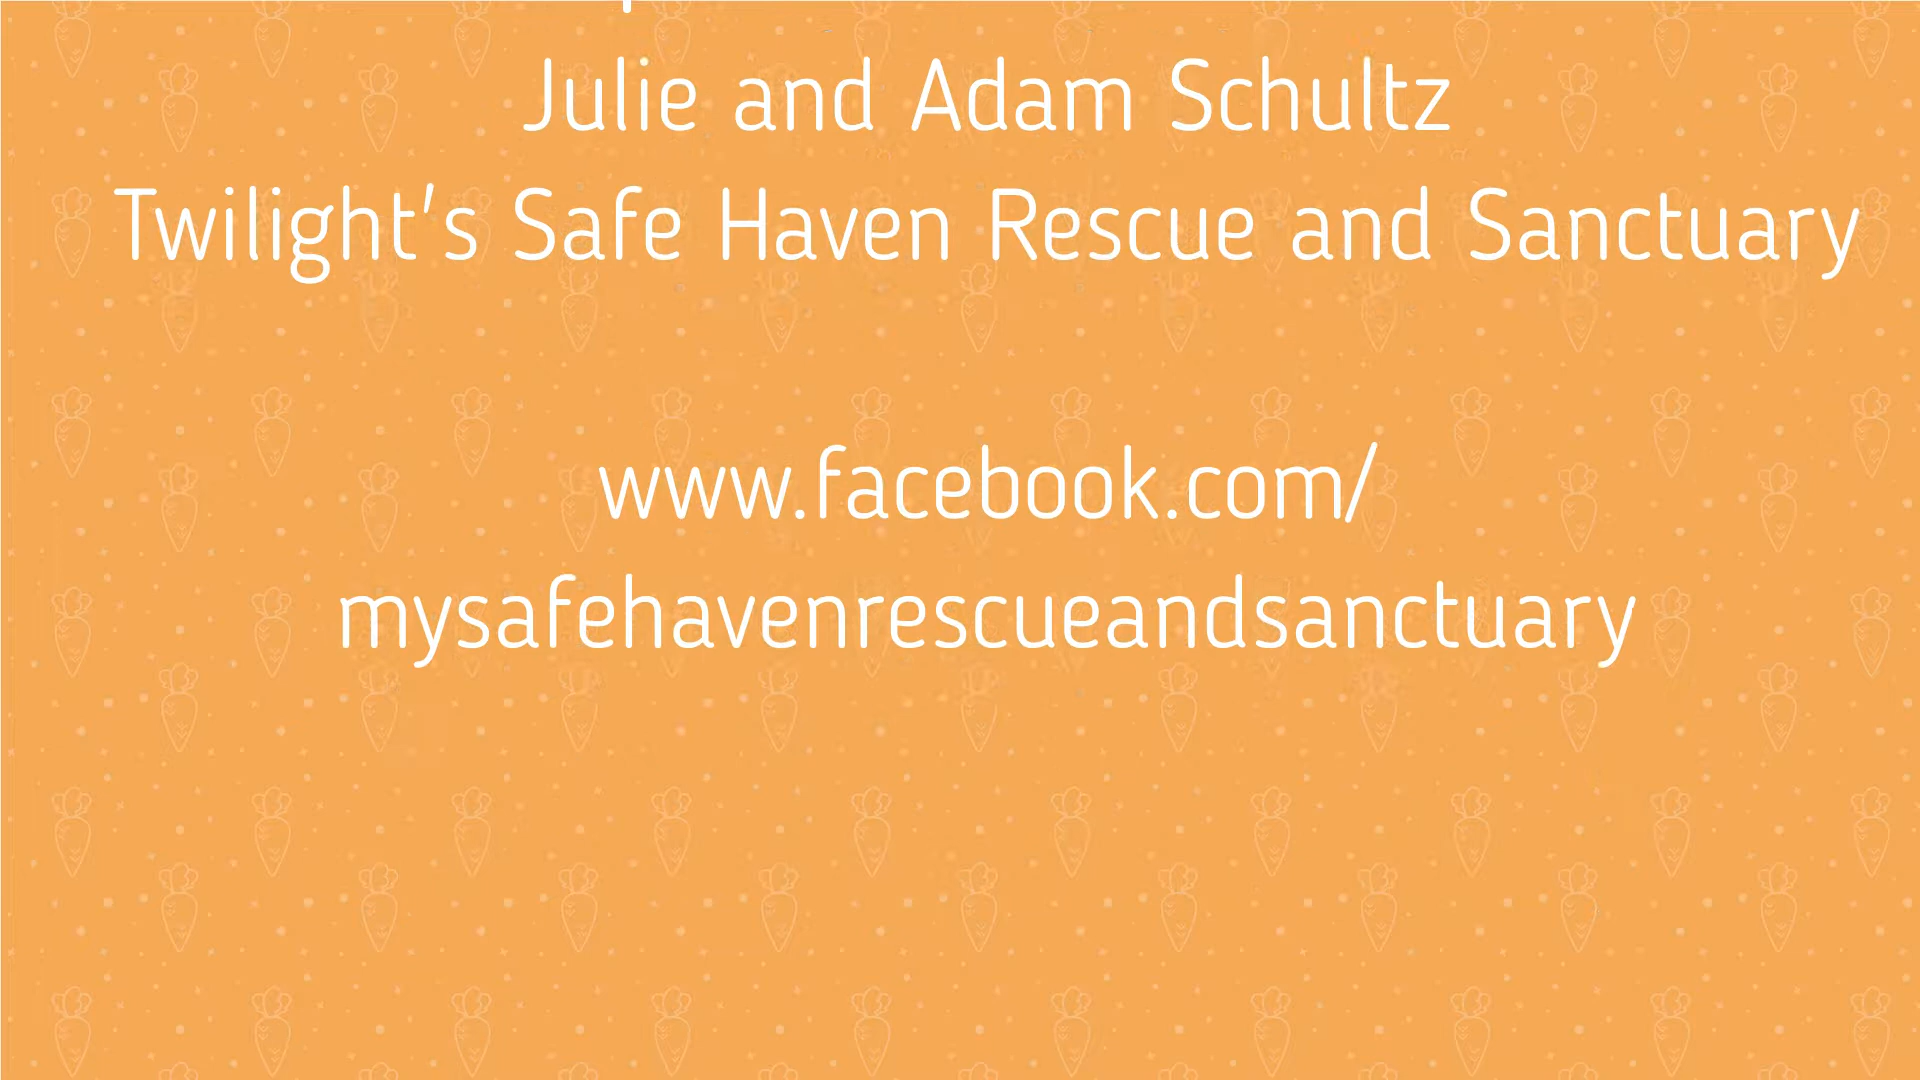 Julie and Adam Schultz
Twilight's Safe Haven Rescue and Sanctuary
www.facebook.com/
mysafehavenrescueandsanctuary